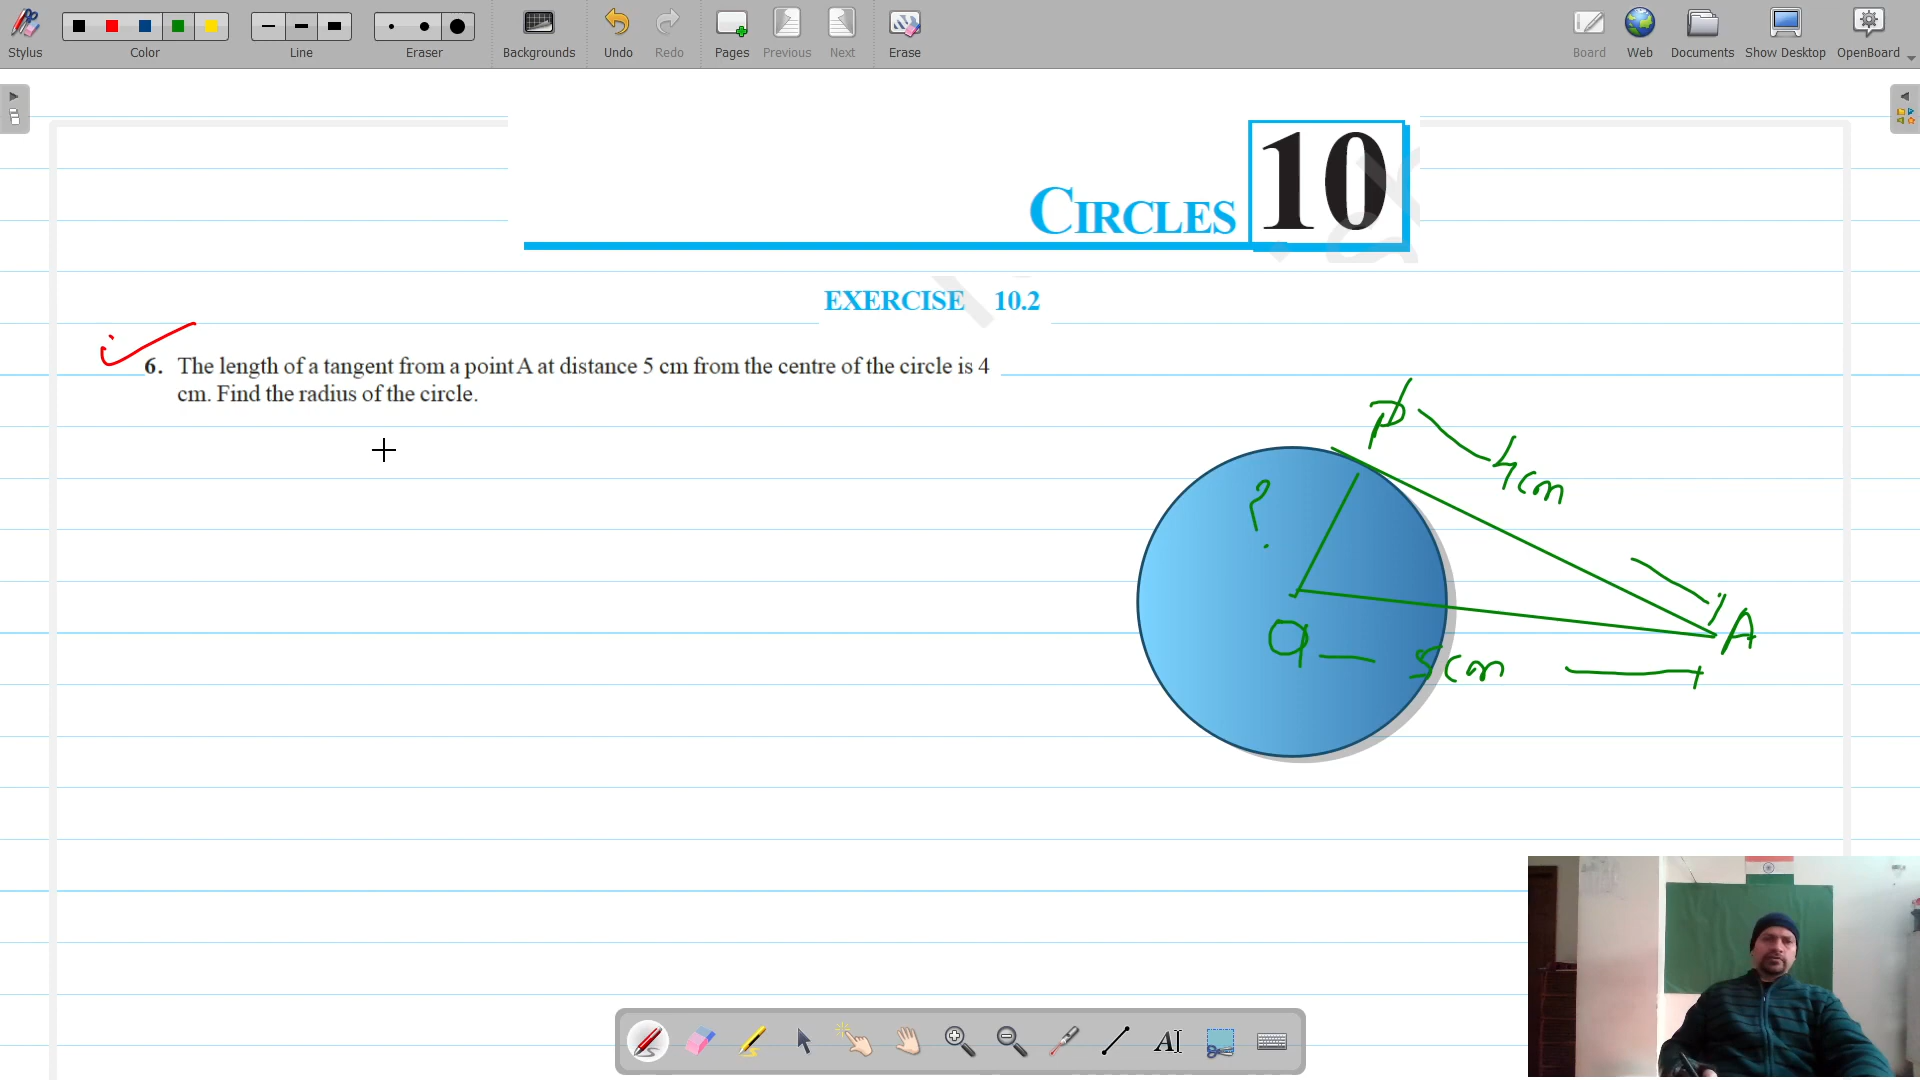 Stylus
Color
Line
Eraser
Backgrounds
Undo
Redo
Pages
Previous
Next
Erase
Board
Web
Documents
Show Desktop
OpenBoard
CIRCLES 10
EXERCISE 10.2
6. The length of a tangent from a point A at distance 5 cm from the centre of the circle is 4
cm. Find the radius of the circle.
P
4cm
?
A
5cm